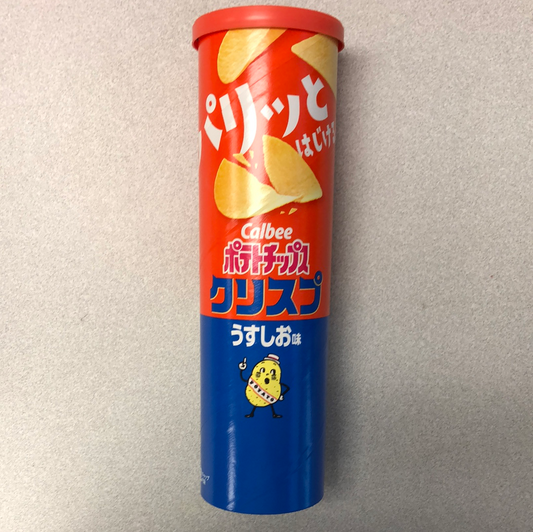 パリッと
はじけ
Calbee
ポテトチップス
クリスプ
うすしお味